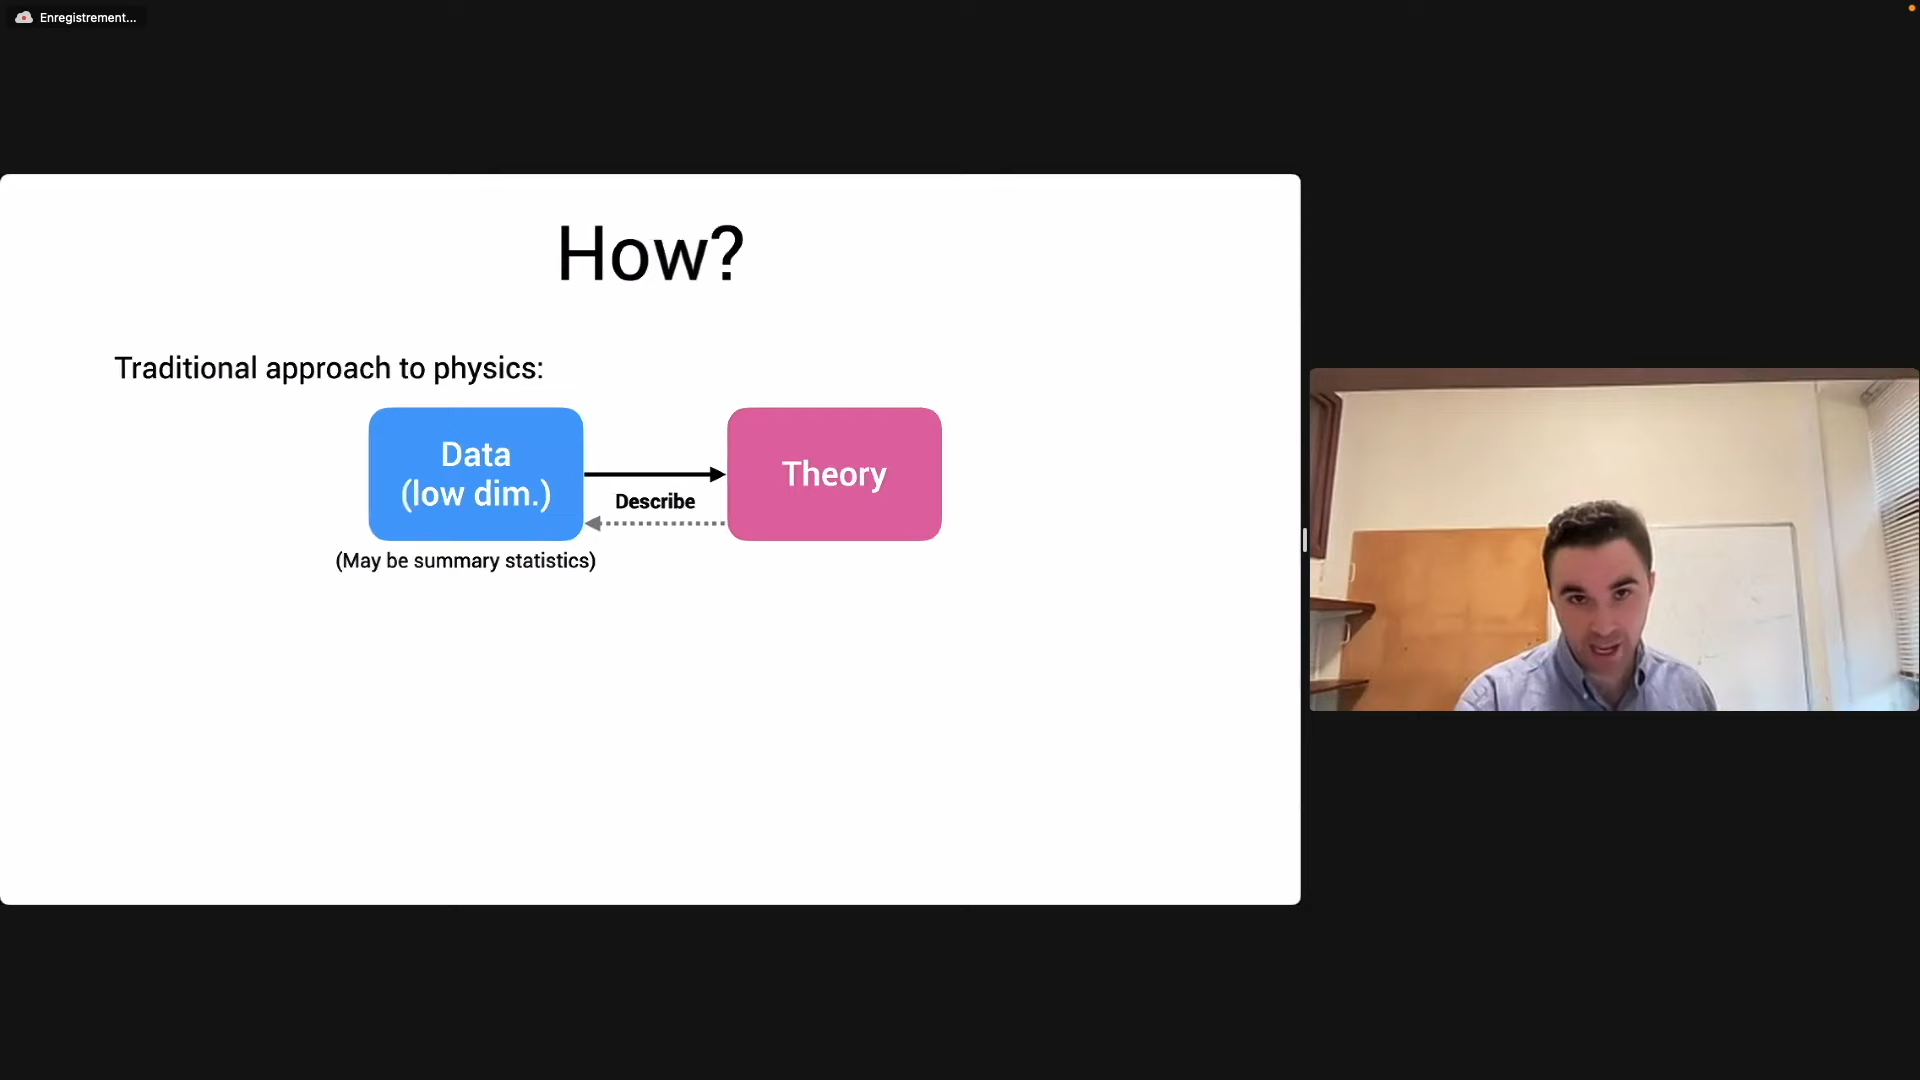 Enregistrement...
How?
Traditional approach to physics:
Data
(low dim.)
Describe
Theory
(May be summary statistics)